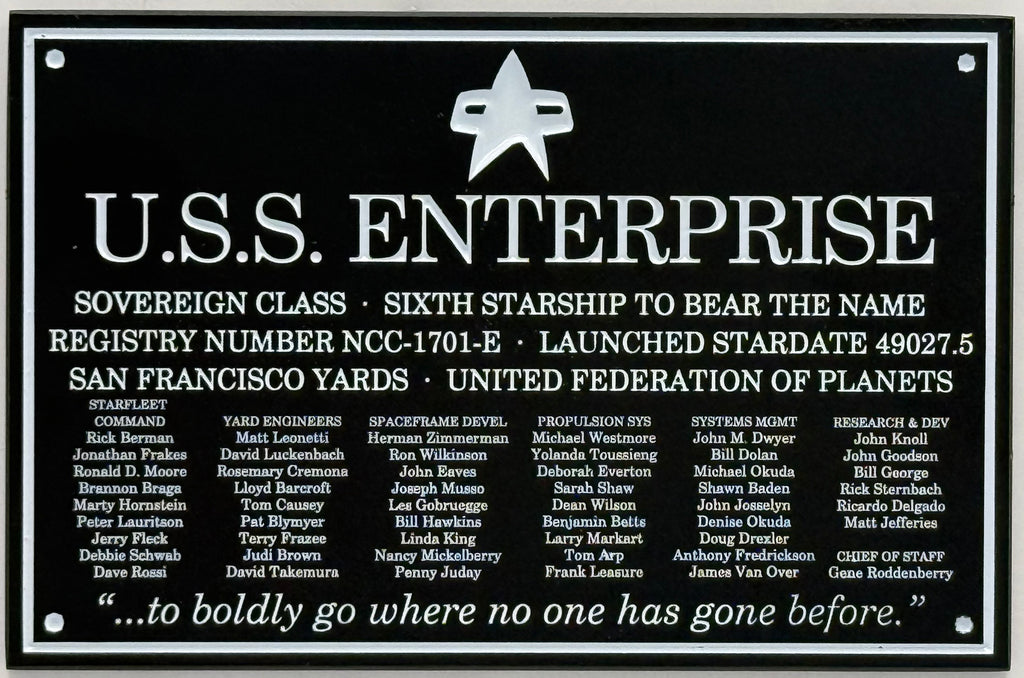 U.S.S. ENTERPRISE
SOVEREIGN CLASS · SIXTH STARSHIP TO BEAR THE NAME
REGISTRY NUMBER NCC-1701-E · LAUNCHED STARDATE 49027.5
SAN FRANCISCO YARDS · UNITED FEDERATION OF PLANETS
STARFLEET
COMMAND
Rick Berman
Jonathan Frakes
Ronald D. Moore
Brannon Braga
Marty Hornstein
Peter Lauritson
Jerry Fleck
Debbie Schwab
Dave Rossi
YARD ENGINEERS
Matt Leonetti
David Luckenbach
Rosemary Cremona
Lloyd Barcroft
Tom Causey
Pat Blymyer
Terry Frazee
Judi Brown
David Takemura
SPACEFRAME DEVEL
Herman Zimmerman
Ron Wilkinson
John Eaves
Joseph Musso
Les Gobruegge
Bill Hawkins
Linda King
Nancy Mickelberry
Penny Juday
PROPULSION SYS
Michael Westmore
Yolanda Toussieng
Deborah Everton
Sarah Shaw
Dean Wilson
Benjamin Betts
Larry Markart
Tom Arp
Frank Leasure
SYSTEMS MGMT
John M. Dwyer
Bill Dolan
Michael Okuda
Shawn Baden
John Josselyn
Denise Okuda
Doug Drexler
Anthony Fredrickson
James Van Over
RESEARCH & DEV
John Knoll
John Goodson
Bill George
Rick Sternbach
Ricardo Delgado
Matt Jefferies
CHIEF OF STAFF
Gene Roddenberry
“...to boldly go where no one has gone before.”